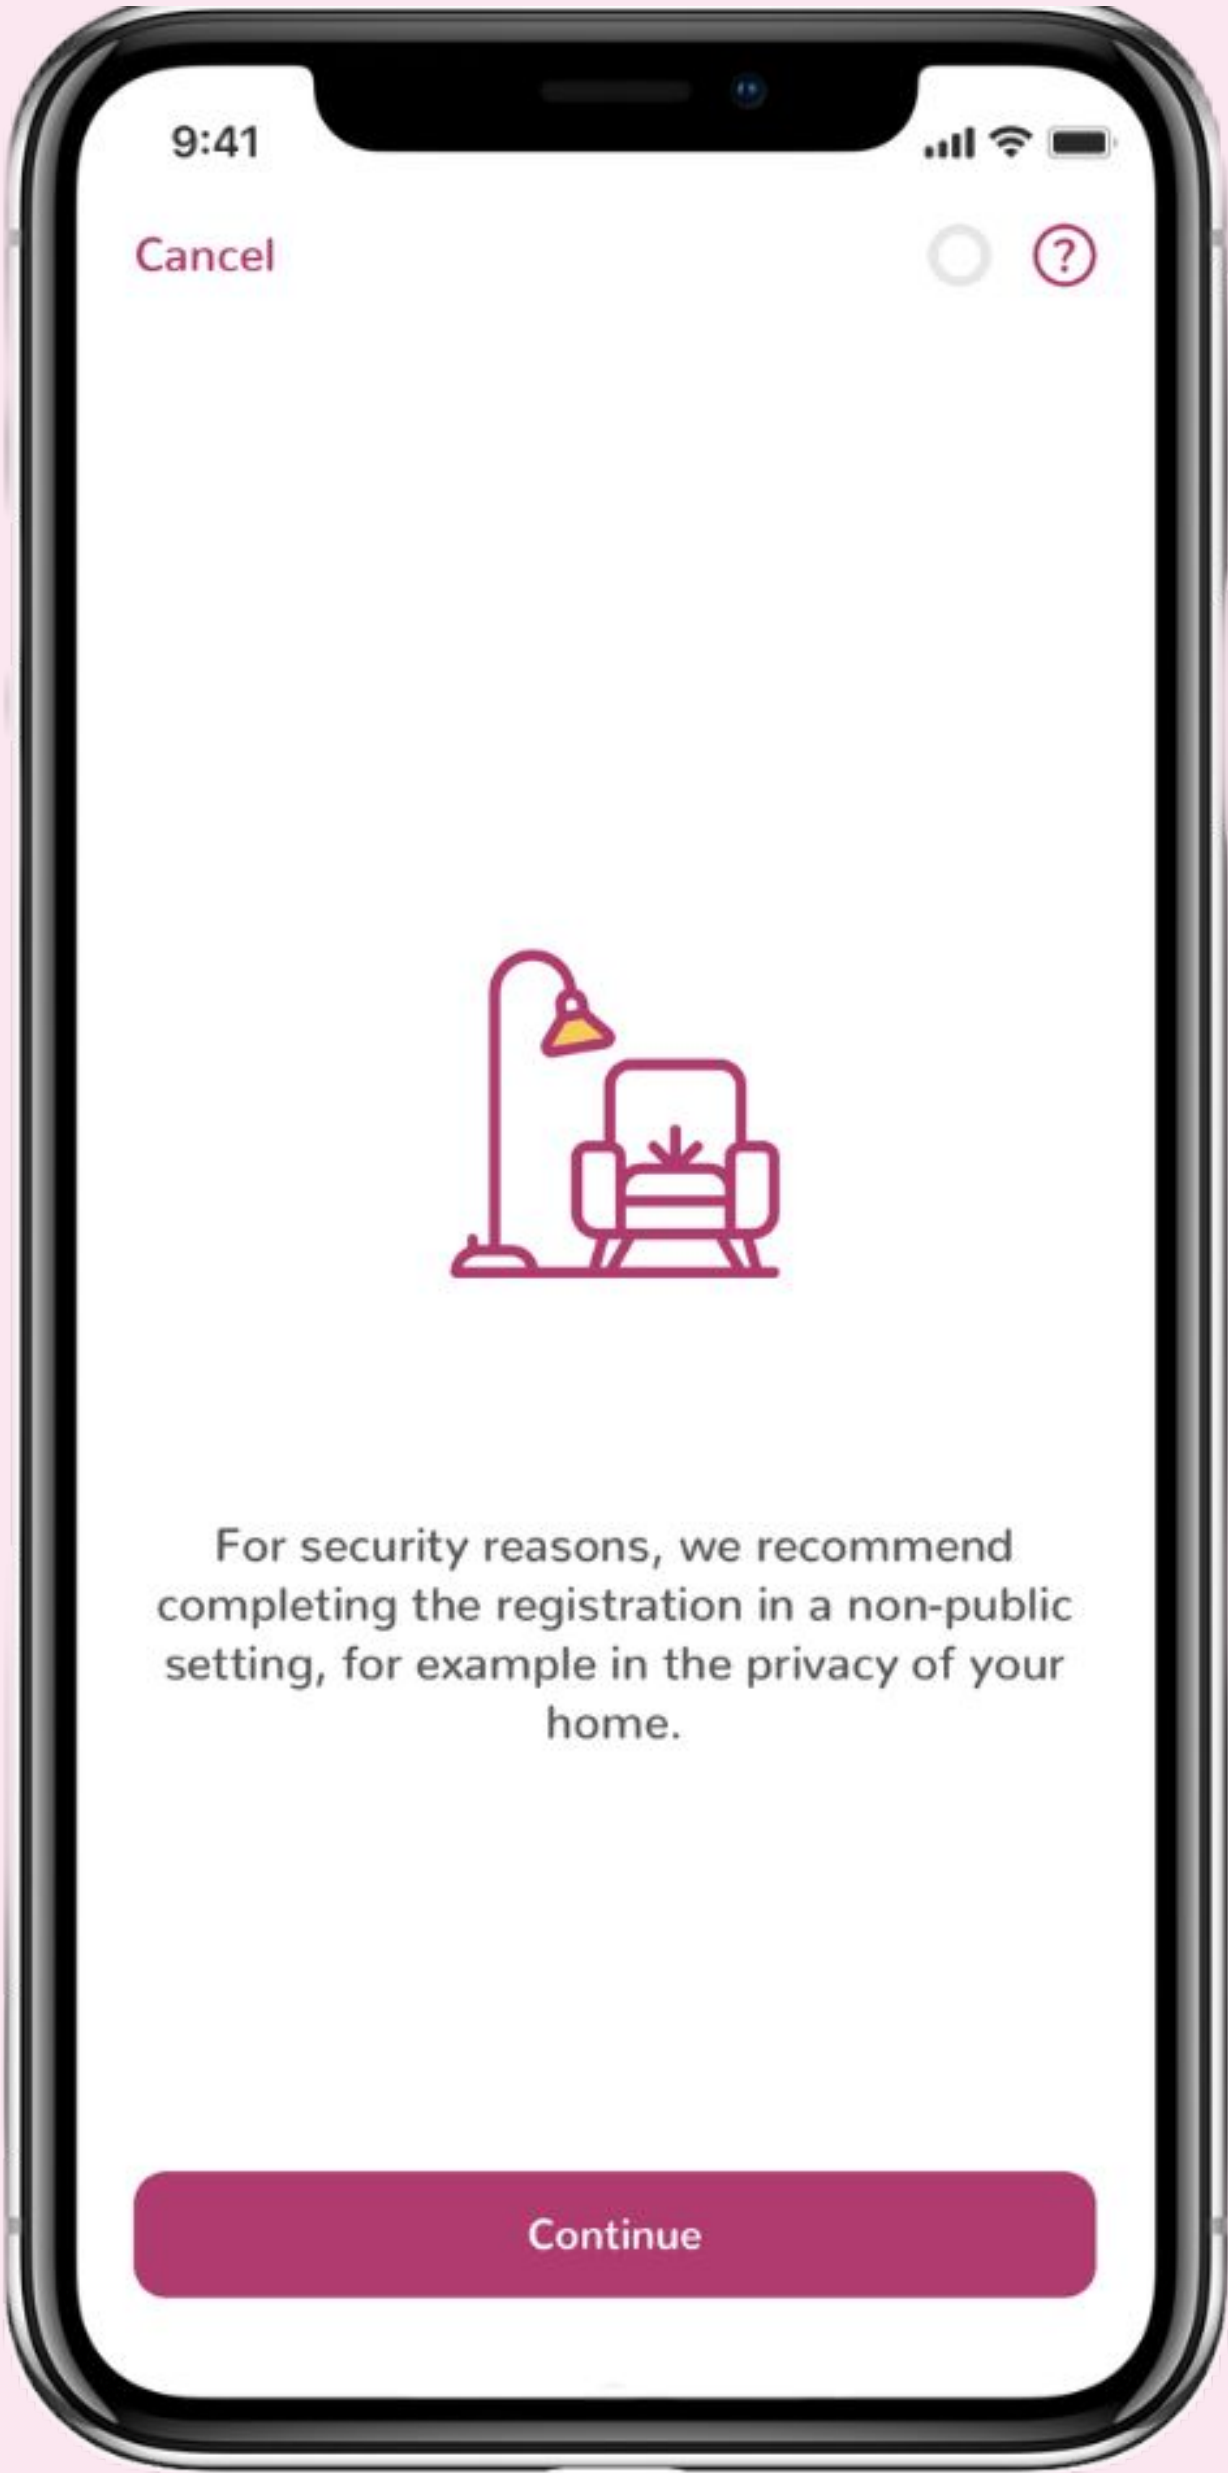 9:41
Cancel
?
For security reasons, we recommend
completing the registration in a non-public
setting, for example in the privacy of your
home.
Continue